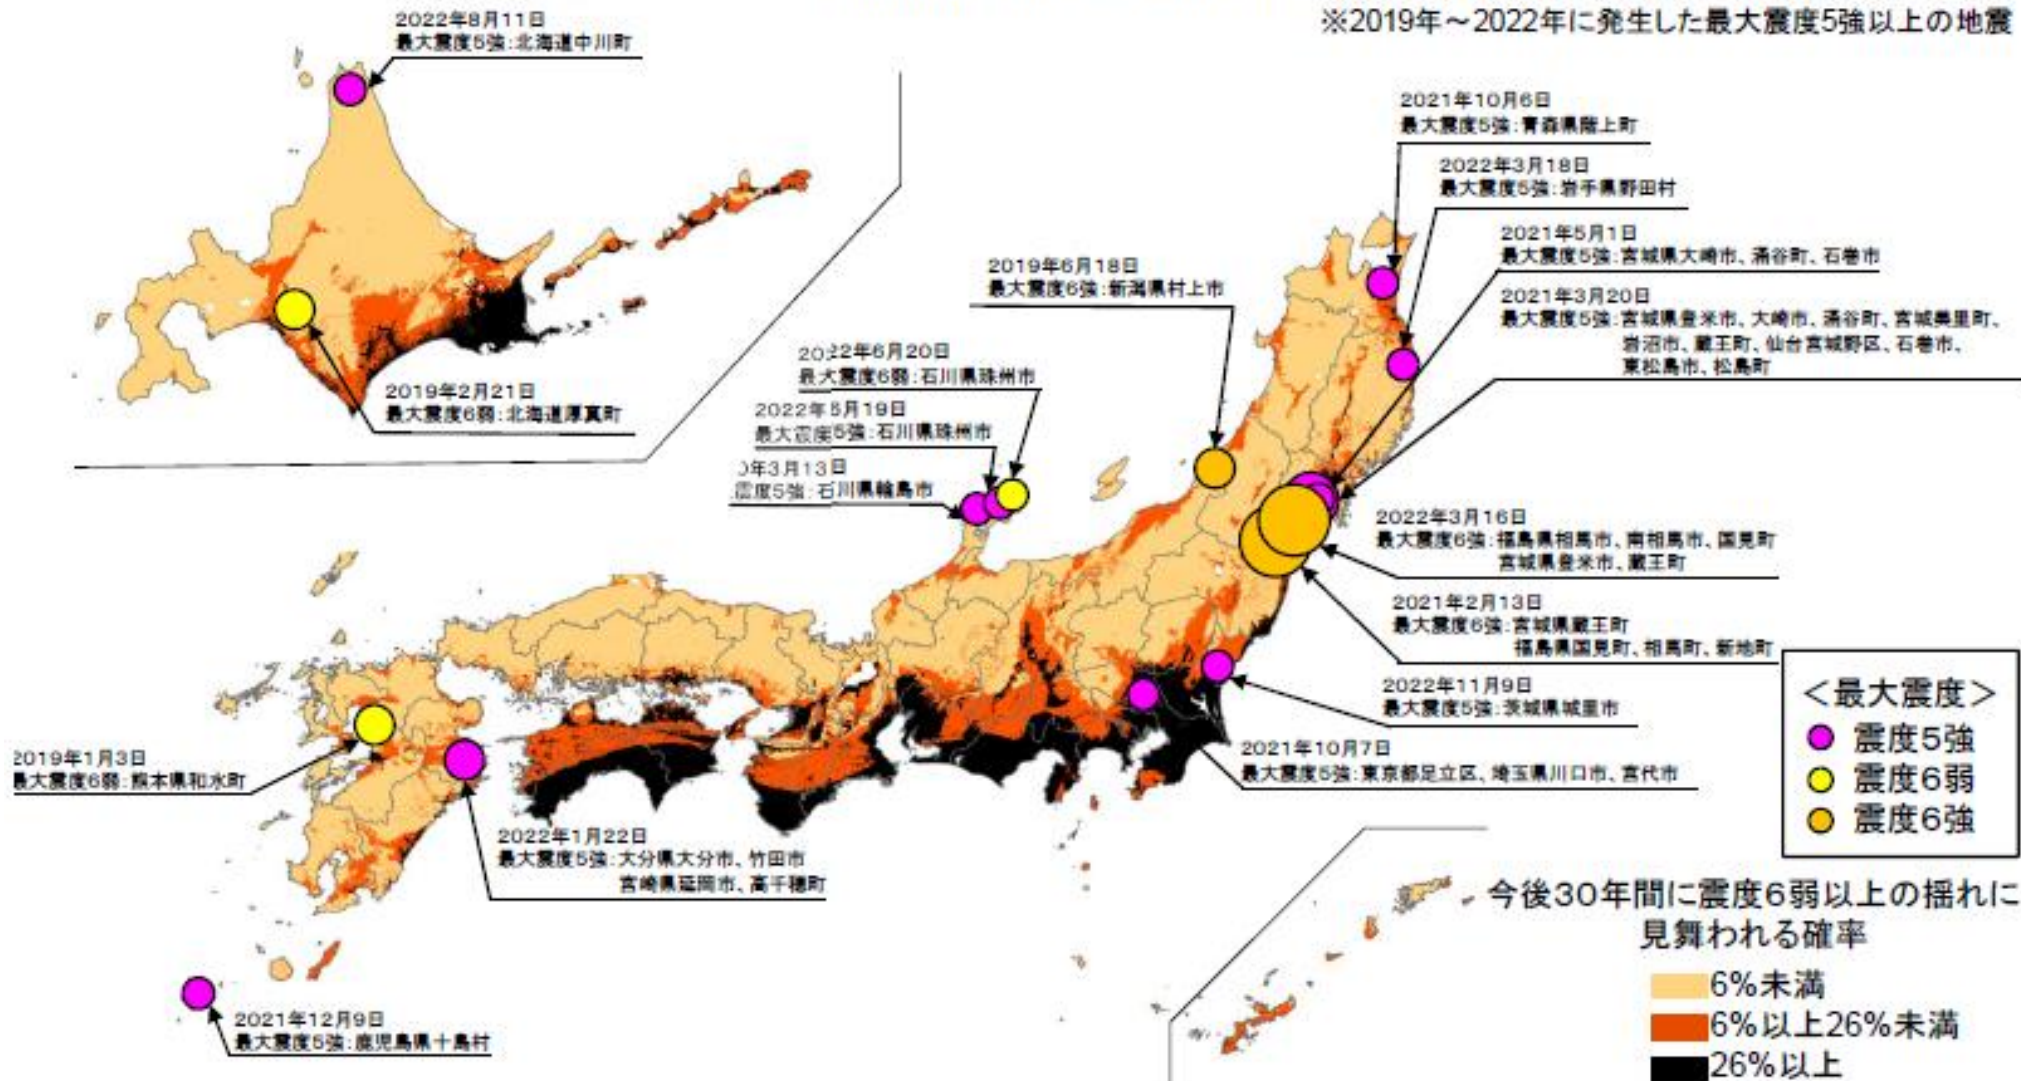 ※2019年～2022年に発生した最大震度5強以上の地震
2022年8月11日
最大震度5強：北海道中川町
2021年10月6日
最大震度5強：青森県階上町
2022年3月18日
最大震度5強：岩手県野田村
2021年5月1日
最大震度5強：宮城県大崎市、涌谷町、石巻市
2021年3月20日
最大震度5強：宮城県登米市、大崎市、涌谷町、宮城美里町、
岩沼市、蔵王町、仙台宮城野区、石巻市、
東松島市、松島町
2019年6月18日
最大震度6強：新潟県村上市
2022年6月20日
最大震度6弱：石川県珠州市
2022年6月19日
最大震度5強：石川県珠州市
0年3月13日
震度5強：石川県輪島市
2019年2月21日
最大震度6弱：北海道厚真町
2022年3月16日
最大震度6強：福島県相馬市、南相馬市、国見町
宮城県登米市、蔵王町
2021年2月13日
最大震度6強：宮城県蔵王町
福島県国見町、相馬町、新地町
2022年11月9日
最大震度5強：茨城県城里市
2021年10月7日
最大震度5強：東京都足立区、埼玉県川口市、宮代市
2019年1月3日
最大震度6弱：熊本県和水町
2022年1月22日
最大震度5強：大分県大分市、竹田市
宮崎県延岡市、高千穂町
2021年12月9日
最大震度5強：鹿児島県十島村
＜最大震度＞
震度5強
震度6弱
震度6強
今後30年間に震度6弱以上の揺れに
見舞われる確率
6%未満
6%以上26%未満
26%以上